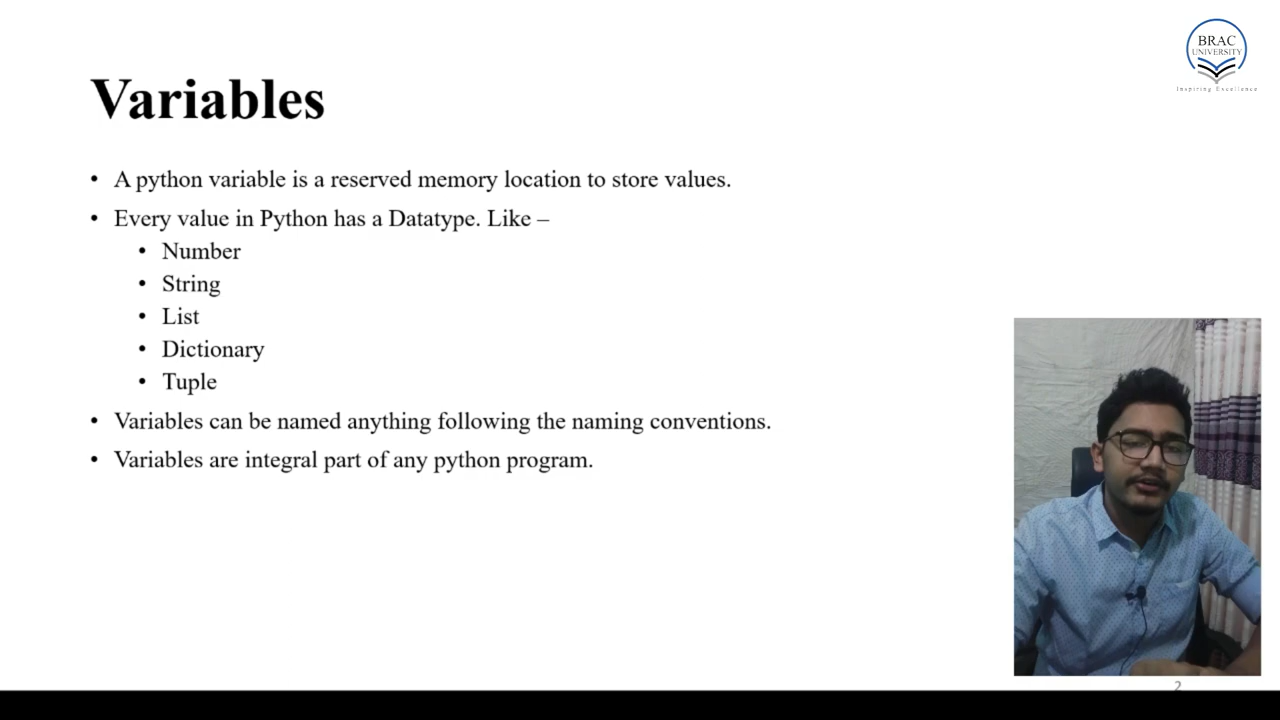 BRAC
UNIVERSITY
Inspiring Excellence
Variables
• A python variable is a reserved memory location to store values.
• Every value in Python has a Datatype. Like –
• Number
• String
• List
• Dictionary
• Tuple
• Variables can be named anything following the naming conventions.
• Variables are integral part of any python program.
2